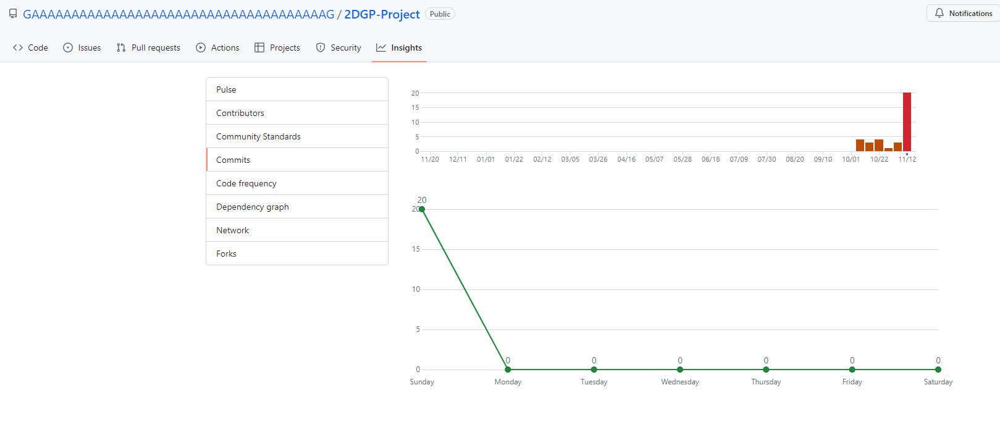 GAAAAAAAAAAAAAAAAAAAAAAAAAAAAAAAAAAAAAG / 2DGP-Project Public
Notifications
Code Issues Pull requests Actions Projects Security Insights
Pulse
Contributors
Community Standards
Commits
Code frequency
Dependency graph
Network
Forks
20
15
10
5
0
11/20 12/11 01/01 01/22 02/12 03/05 03/26 04/16 05/07 05/28 06/18 07/09 07/30 08/20 09/10 10/01 10/22 11/12
20
20
15
10
5
0 0 0 0 0 0
0
Sunday Monday Tuesday Wednesday Thursday Friday Saturday